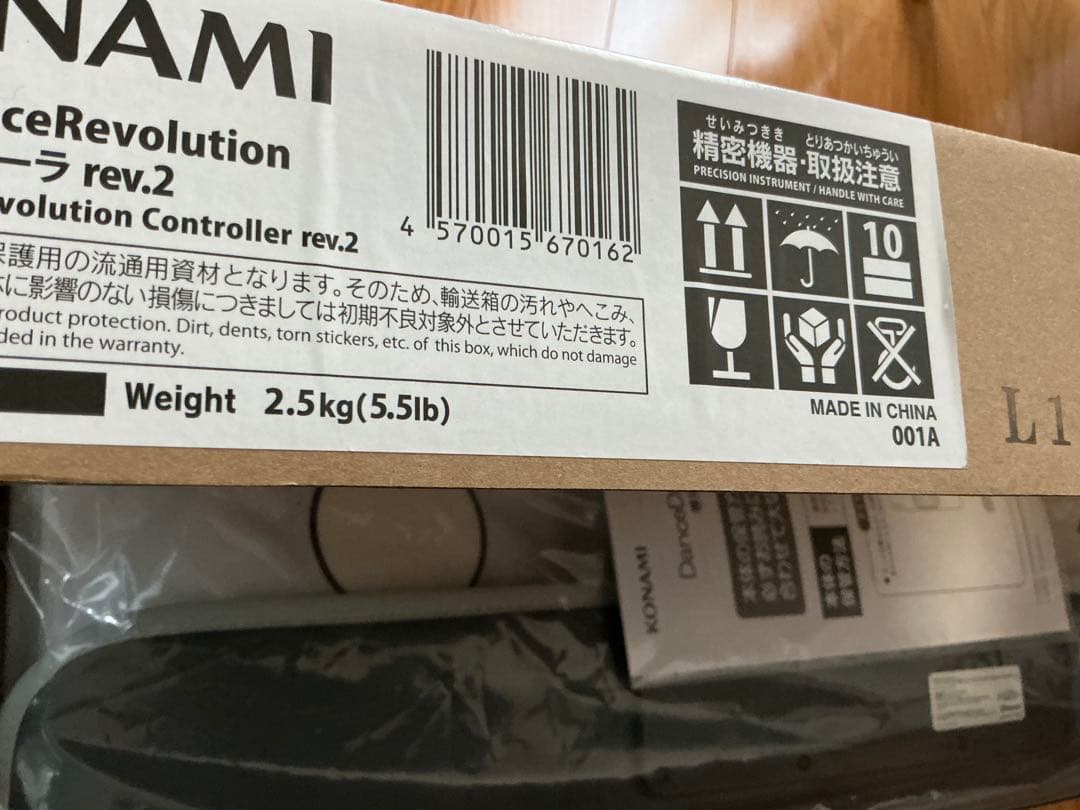 NAMI
ceRevolution
ーラ rev.2
volution Controller rev.2
4 570015 670162
せいみつきき とりあつかいちゅうい
精密機器・取扱注意
PRECISION INSTRUMENT / HANDLE WITH CARE
10
保護用の流通用資材となります。そのため、輸送箱の汚れやへこみ、
体に影響のない損傷につきましては初期不良対象外とさせていただきます。
roduct protection. Dirt, dents, torn stickers, etc. of this box, which do not damage
ded in the warranty.
Weight 2.5kg(5.5lb)
MADE IN CHINA
001A
L1
KONAMI
DanceD